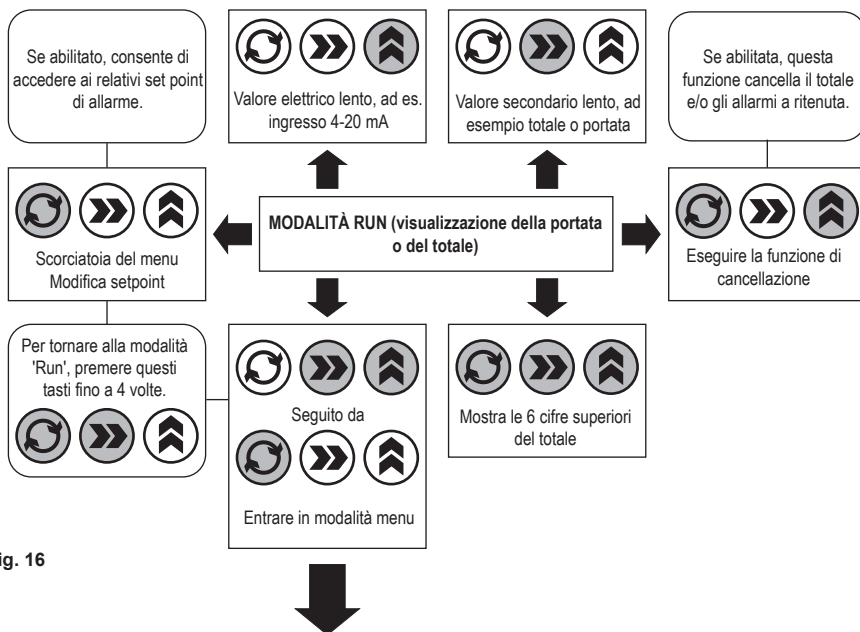 Se abilitato, consente di
accedere ai relativi set point
di allarme.
Valore elettrico lento, ad es.
ingresso 4-20 mA
Valore secondario lento, ad
esempio totale o portata
Se abilitata, questa
funzione cancella il totale
e/o gli allarmi a ritenuta.
Scorciatoia del menu
Modifica setpoint
MODALITÀ RUN (visualizzazione della portata
o del totale)
Eseguire la funzione di
cancellazione
Per tornare alla modalità
'Run', premere questi
tasti fino a 4 volte.
Seguito da
Entrare in modalità menu
Mostra le 6 cifre superiori
del totale
ig. 16